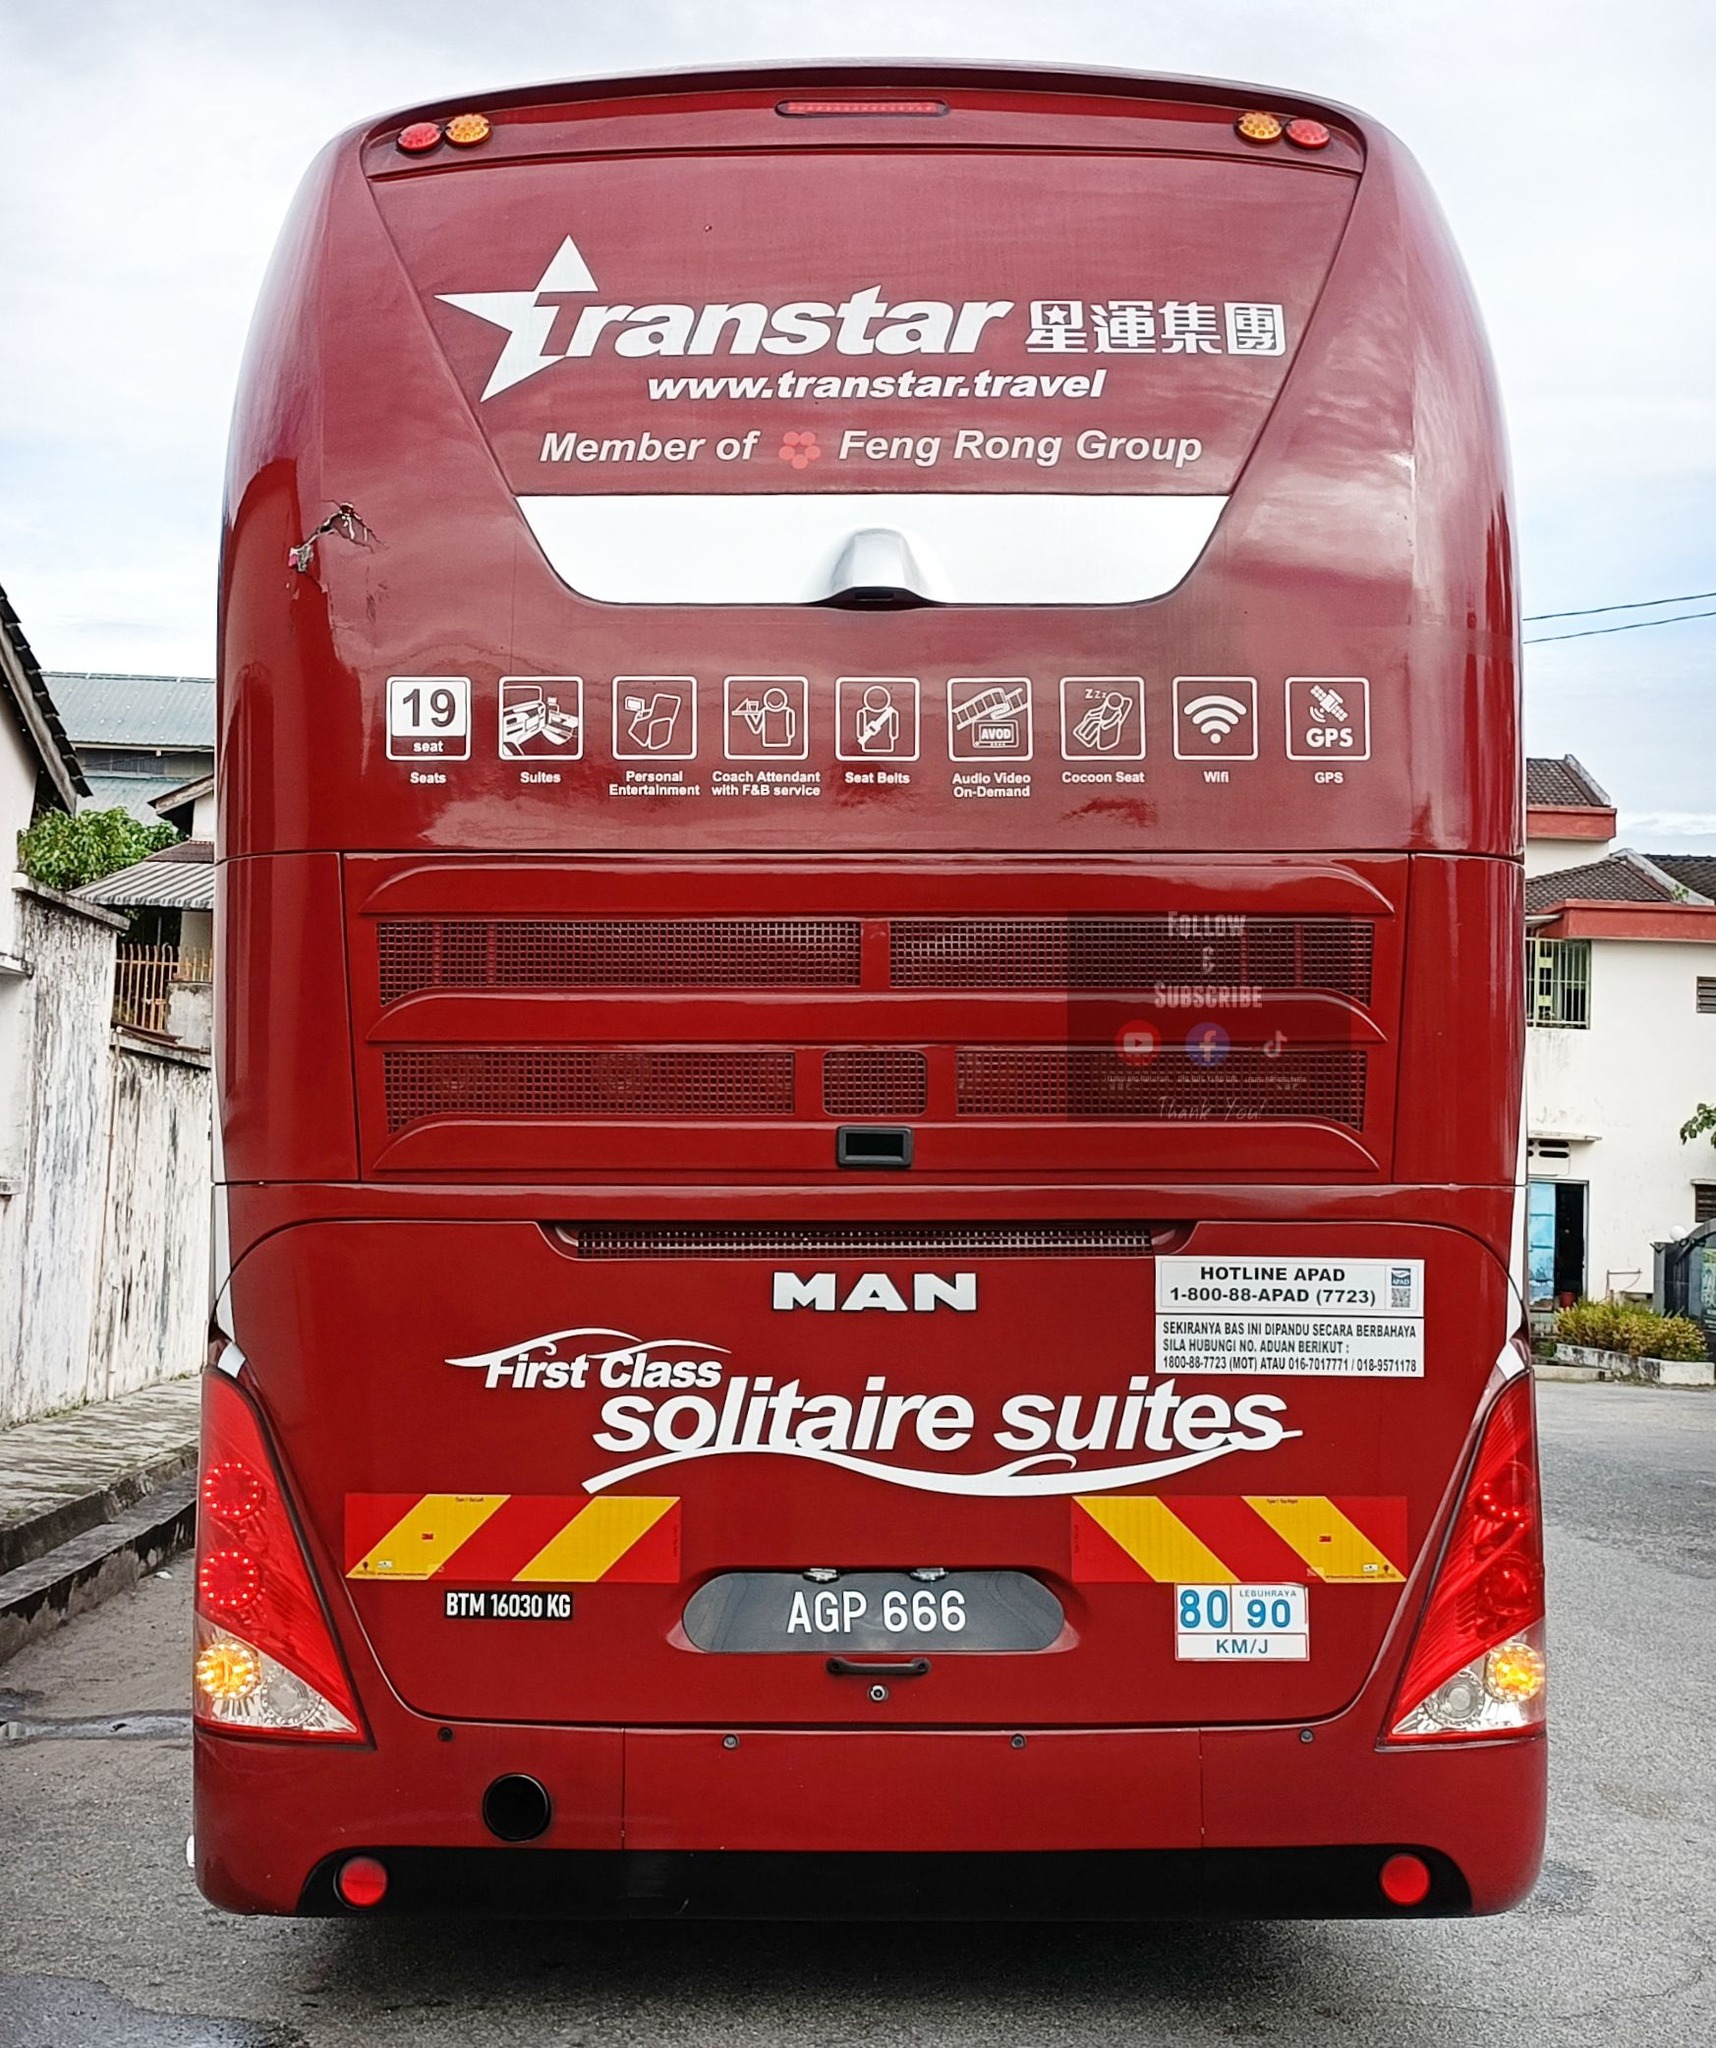 Transtar 星運集團
www.transtar.travel
Member of Feng Rong Group
19
seat
AVOD
zzz
GPS
Seats
Suites
Personal
Entertainment
Coach Attendant
with F&B service
Seat Belts
Audio Video
On-Demand
Cocoon Seat
Wifi
GPS
Follow
&
Subscribe
Thank You!
MAN
HOTLINE APAD
1-800-88-APAD (7723)
APAD
SEKIRANYA BAS INI DIPANDU SECARA BERBAHAYA
SILA HUBUNGI NO. ADUAN BERIKUT :
1800-88-7723 (MOT) ATAU 016-7017771 / 018-9571178
First Class
solitaire suites
BTM 16030 KG
AGP 666
80
LEBUHRAYA
90
KM/J